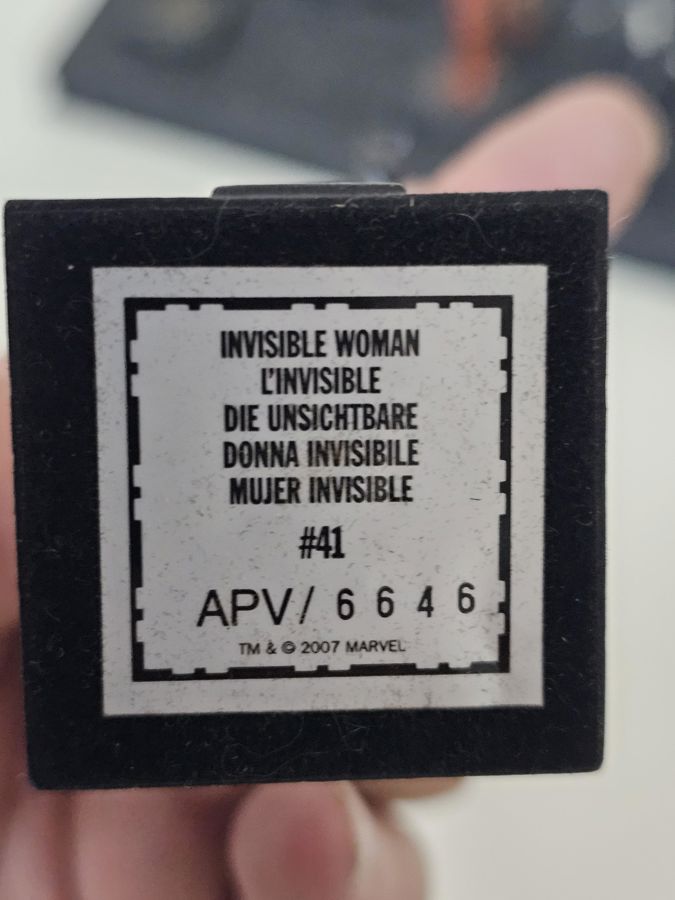 INVISIBLE WOMAN
L'INVISIBLE
DIE UNSICHTBARE
DONNA INVISIBILE
MUJER INVISIBLE
#41
APV/ 6646
TM & © 2007 MARVEL